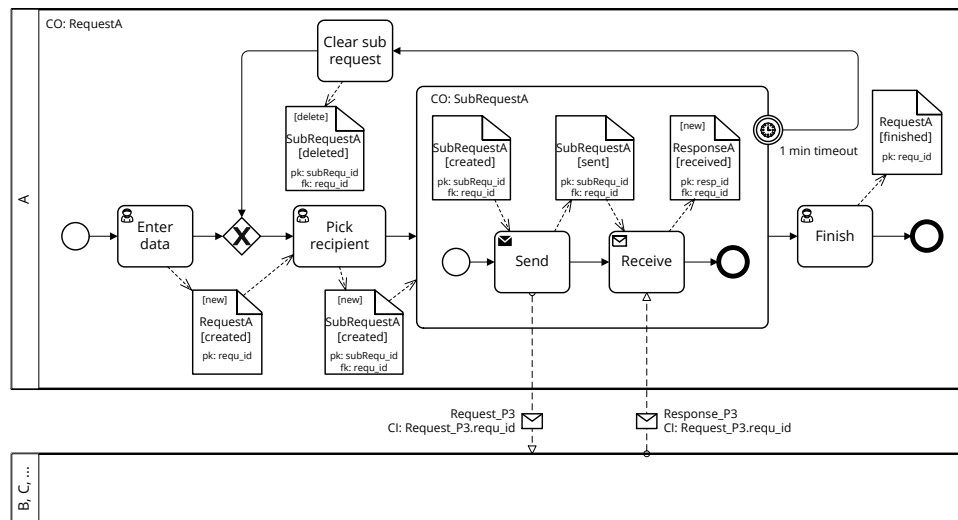 CO: RequestA
Clear sub
request
[delete]
SubRequestA
[deleted]
pk: subRequ_id
fk: requ_id
CO: SubRequestA
SubRequestA
[created]
pk: subRequ_id
fk: requ_id
SubRequestA
[sent]
pk: subRequ_id
fk: requ_id
[new]
ResponseA
[received]
pk: resp_id
fk: requ_id
1 min timeout
RequestA
[finished]
pk: requ_id
A
Enter
data
X
Pick
recipient
Send
Receive
Finish
[new]
RequestA
[created]
pk: requ_id
[new]
SubRequestA
[created]
pk: subRequ_id
fk: requ_id
Request_P3
CI: Request_P3.requ_id
Response_P3
CI: Request_P3.requ_id
B, C, ...